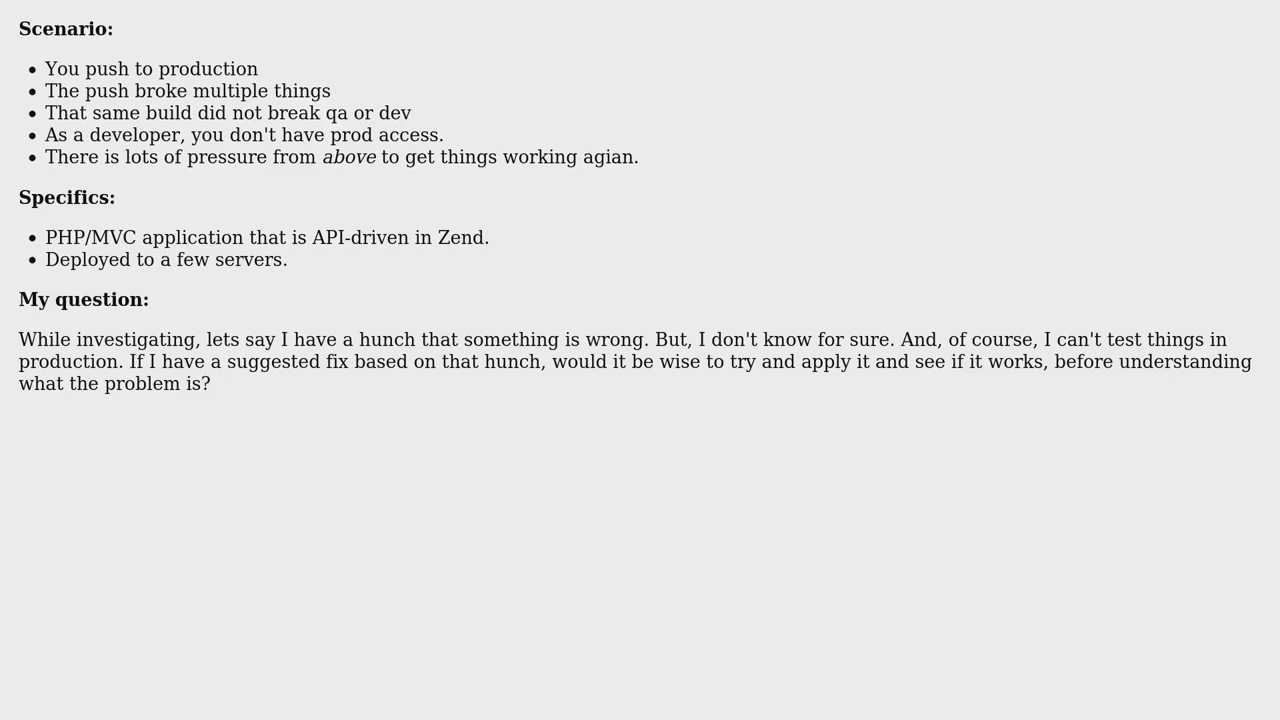 Scenario:
• You push to production
• The push broke multiple things
• That same build did not break qa or dev
• As a developer, you don't have prod access.
• There is lots of pressure from above to get things working agian.
Specifics:
• PHP/MVC application that is API-driven in Zend.
• Deployed to a few servers.
My question:
While investigating, lets say I have a hunch that something is wrong. But, I don't know for sure. And, of course, I can't test things in
production. If I have a suggested fix based on that hunch, would it be wise to try and apply it and see if it works, before understanding
what the problem is?